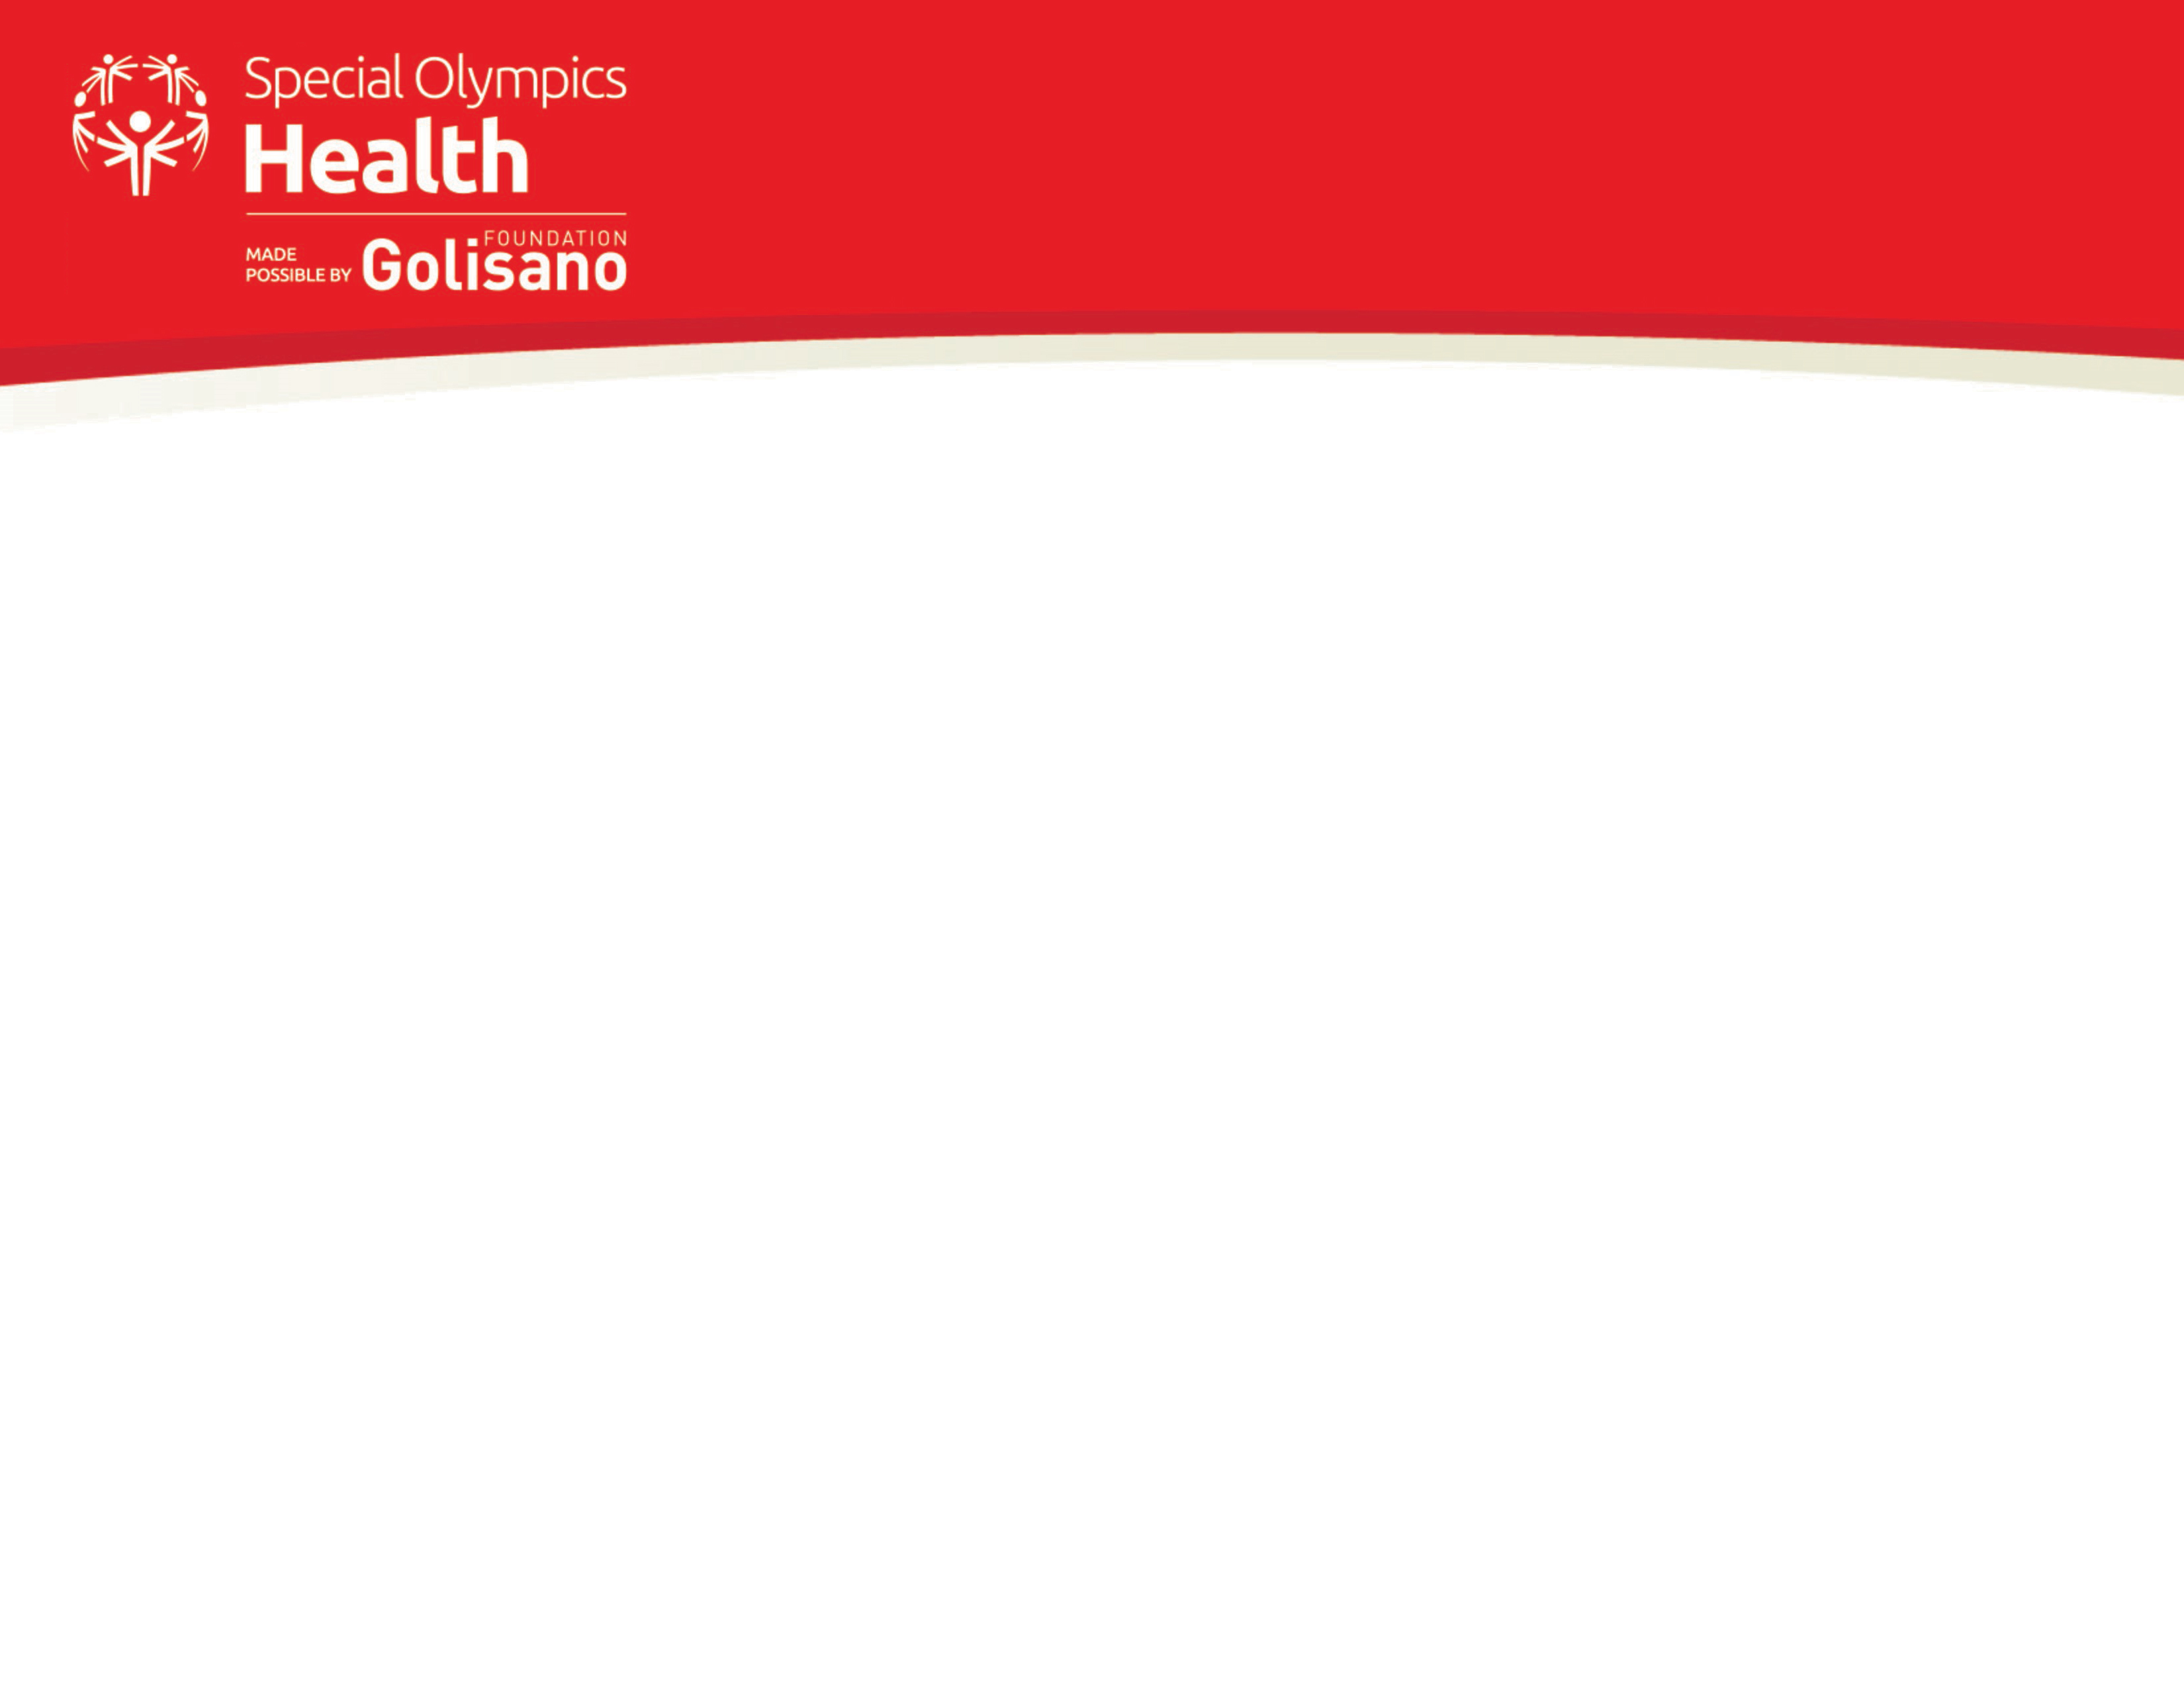 Special Olympics
Health
MADE
POSSIBLE BY
FOUNDATION
Golisano